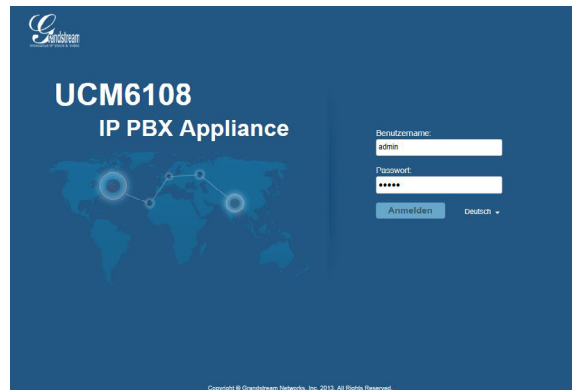 Grandstream
UCM6108
IP PBX Appliance
Benutzername:
admin
Passwort:
•••••
Anmelden
Deutsch
Copyright © Grandstream Networks, Inc. 2013. All Rights Reserved.